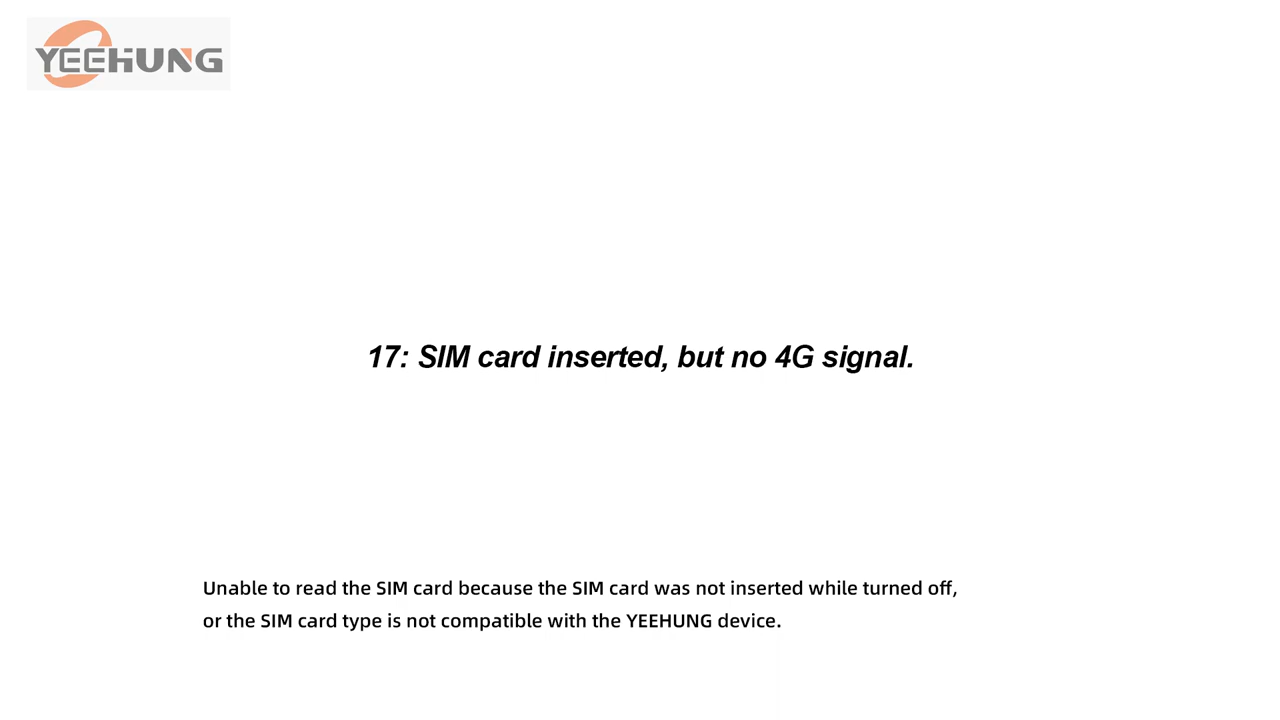 YEEHUNG
17: SIM card inserted, but no 4G signal.
Unable to read the SIM card because the SIM card was not inserted while turned off,
or the SIM card type is not compatible with the YEEHUNG device.